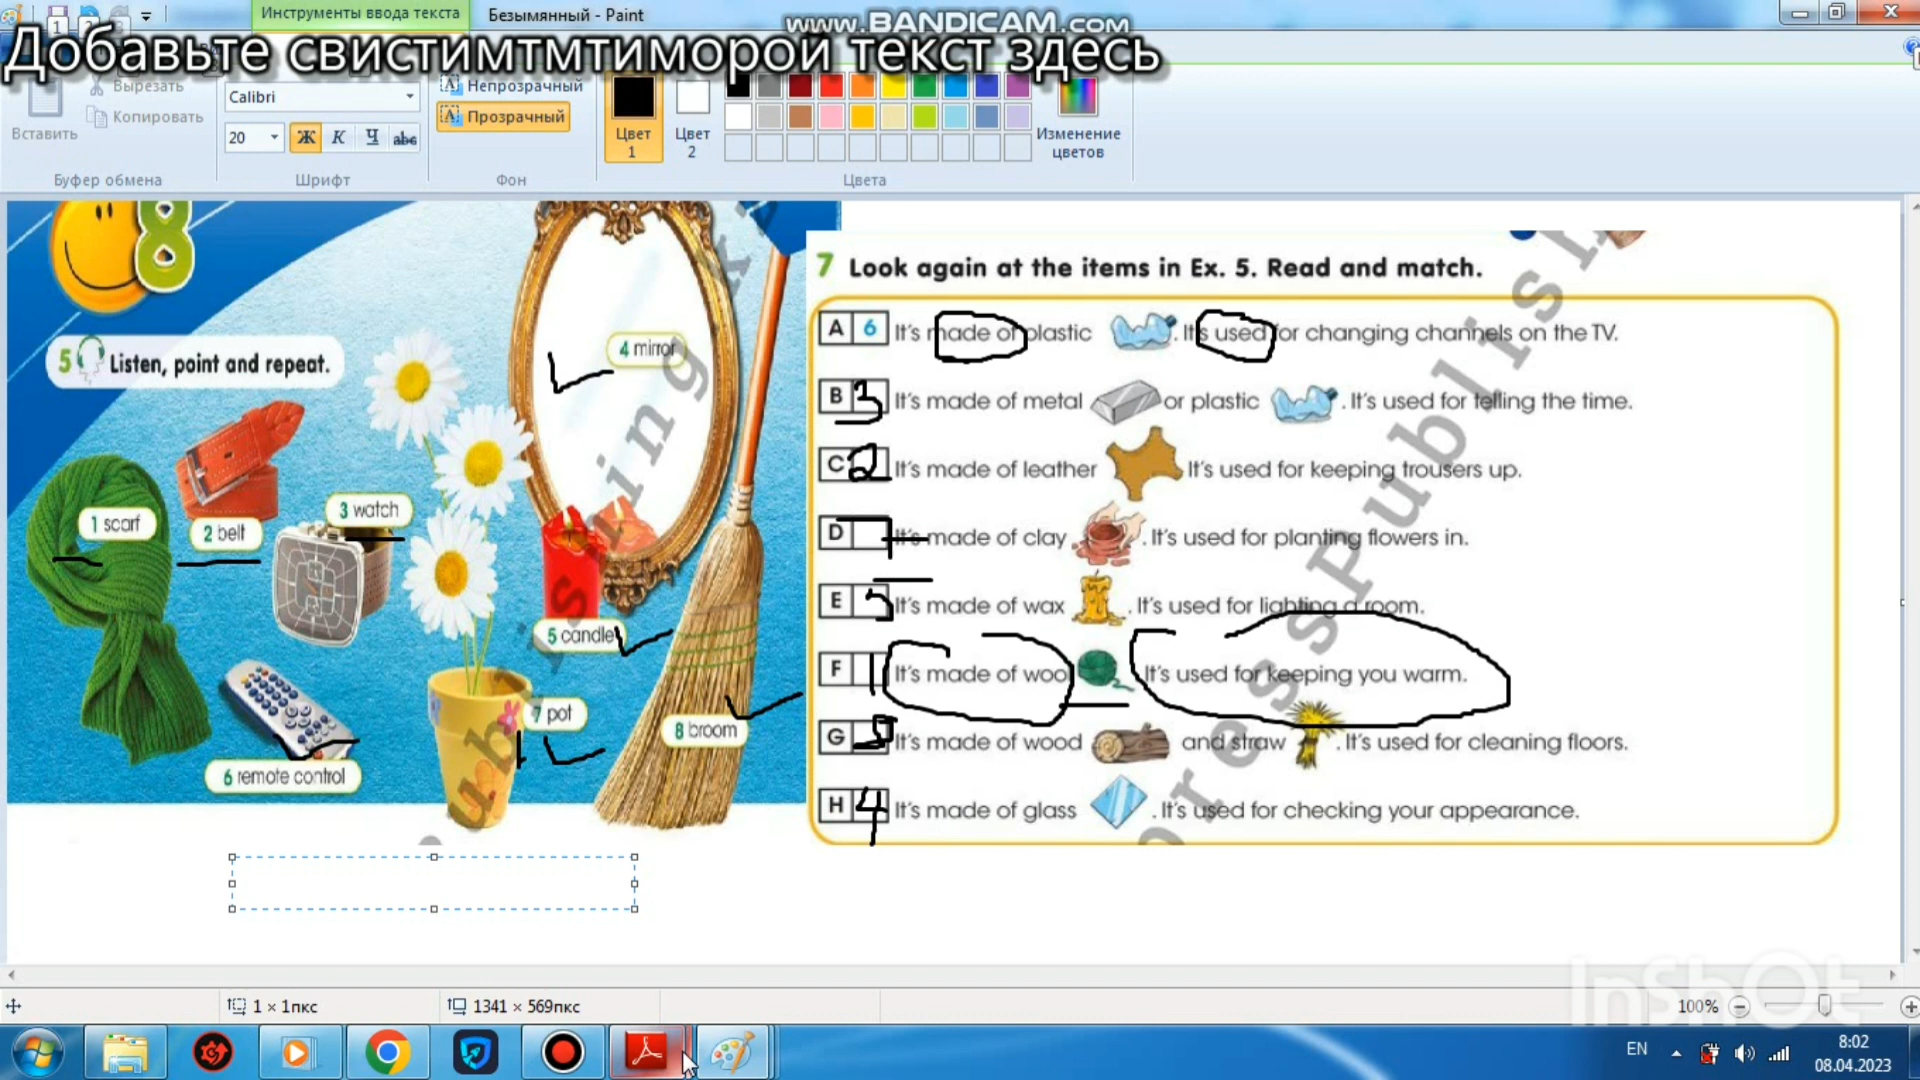 Инструменты ввода текста
Безымянный - Paint
www.BANDICAM.com
Добавьте свистимтмтиморой текст здесь
Вставить
Вырезать
Копировать
Буфер обмена
Calibri
20
Ж К Ч abc
Шрифт
Непрозрачный
Прозрачный
Фон
Цвет 1
Цвет 2
Изменение цветов
Цвета
8
5 Listen, point and repeat.
1 scarf
2 belt
3 watch
4 mirror
5 candle
6 remote control
7 pot
8 broom
7 Look again at the items in Ex. 5. Read and match.
A 6 It's made of plastic . It's used for changing channels on the TV.
B 3 It's made of metal or plastic . It's used for telling the time.
C 2 It's made of leather It's used for keeping trousers up.
D 7 It's made of clay . It's used for planting flowers in.
E 5 It's made of wax . It's used for lighting a room.
F 1 It's made of wool It's used for keeping you warm.
G It's made of wood and straw . It's used for cleaning floors.
H 4 It's made of glass . It's used for checking your appearance.
InShOt
1 × 1пкс
1341 × 569пкс
100%
EN
8:02
08.04.2023